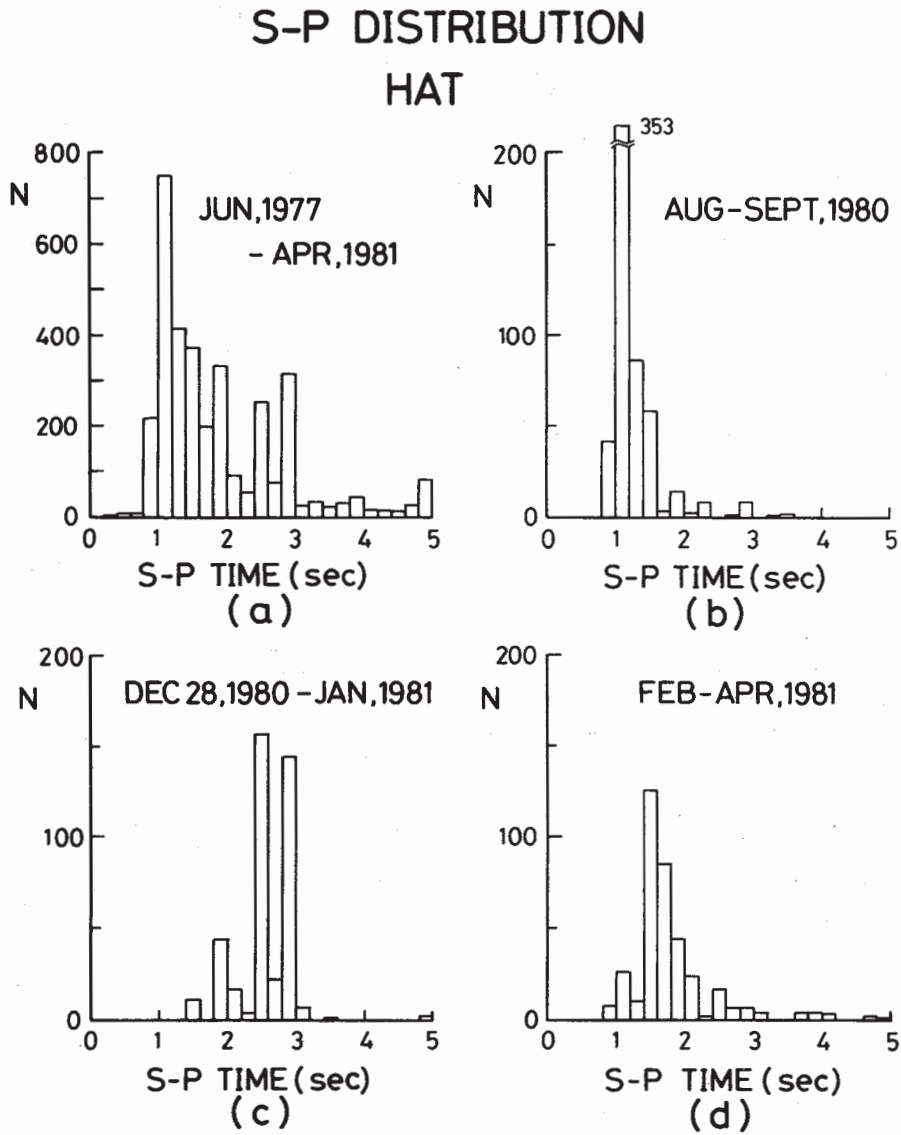 S-P DISTRIBUTION
HAT
800
N
600
400
200
0
JUN,1977
- APR,1981
0 1 2 3 4 5
S-P TIME (sec)
(a)
353
200
N
100
0
AUG-SEPT,1980
0 1 2 3 4 5
S-P TIME (sec)
(b)
200
N
100
0
DEC 28,1980 - JAN,1981
0 1 2 3 4 5
S-P TIME (sec)
(c)
200
N
100
0
FEB-APR,1981
0 1 2 3 4 5
S-P TIME (sec)
(d)